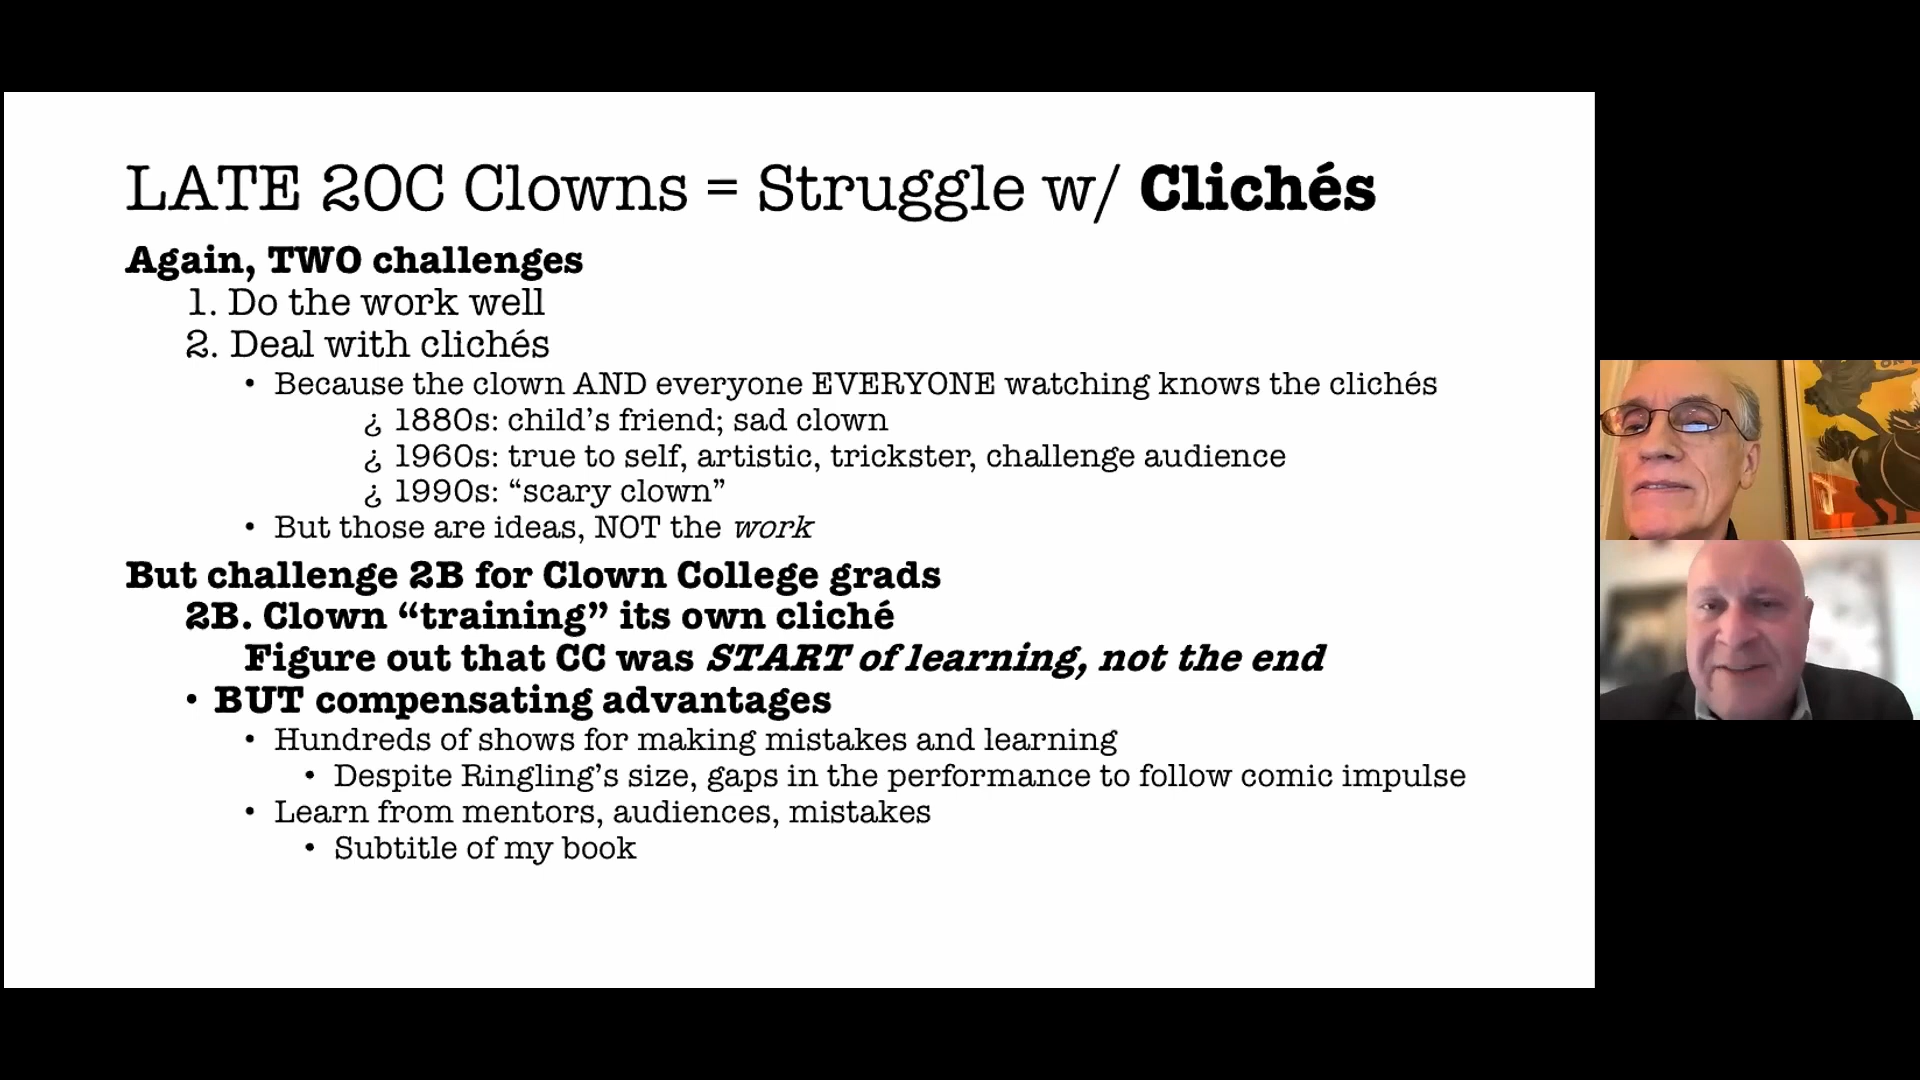 LATE 20C Clowns = Struggle w/ Clichés
Again, TWO challenges
1. Do the work well
2. Deal with clichés
• Because the clown AND everyone EVERYONE watching knows the clichés
¿ 1880s: child’s friend; sad clown
¿ 1960s: true to self, artistic, trickster, challenge audience
¿ 1990s: “scary clown”
• But those are ideas, NOT the work
But challenge 2B for Clown College grads
2B. Clown “training” its own cliché
Figure out that CC was START of learning, not the end
• BUT compensating advantages
• Hundreds of shows for making mistakes and learning
• Despite Ringling’s size, gaps in the performance to follow comic impulse
• Learn from mentors, audiences, mistakes
• Subtitle of my book